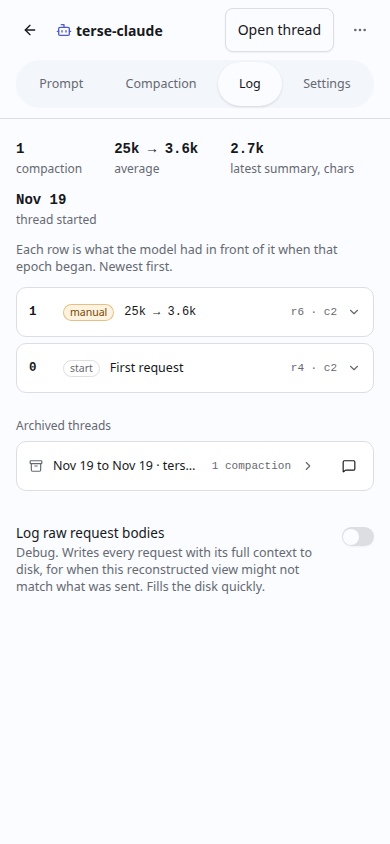 terse-claude
Open thread
Prompt
Compaction
Log
Settings
1
compaction
25k → 3.6k
average
2.7k
latest summary, chars
Nov 19
thread started
Each row is what the model had in front of it when that
epoch began. Newest first.
1 manual 25k → 3.6k r6 · c2
0 start First request r4 · c2
Archived threads
Nov 19 to Nov 19 · ters... 1 compaction
Log raw request bodies
Debug. Writes every request with its full context to
disk, for when this reconstructed view might not
match what was sent. Fills the disk quickly.